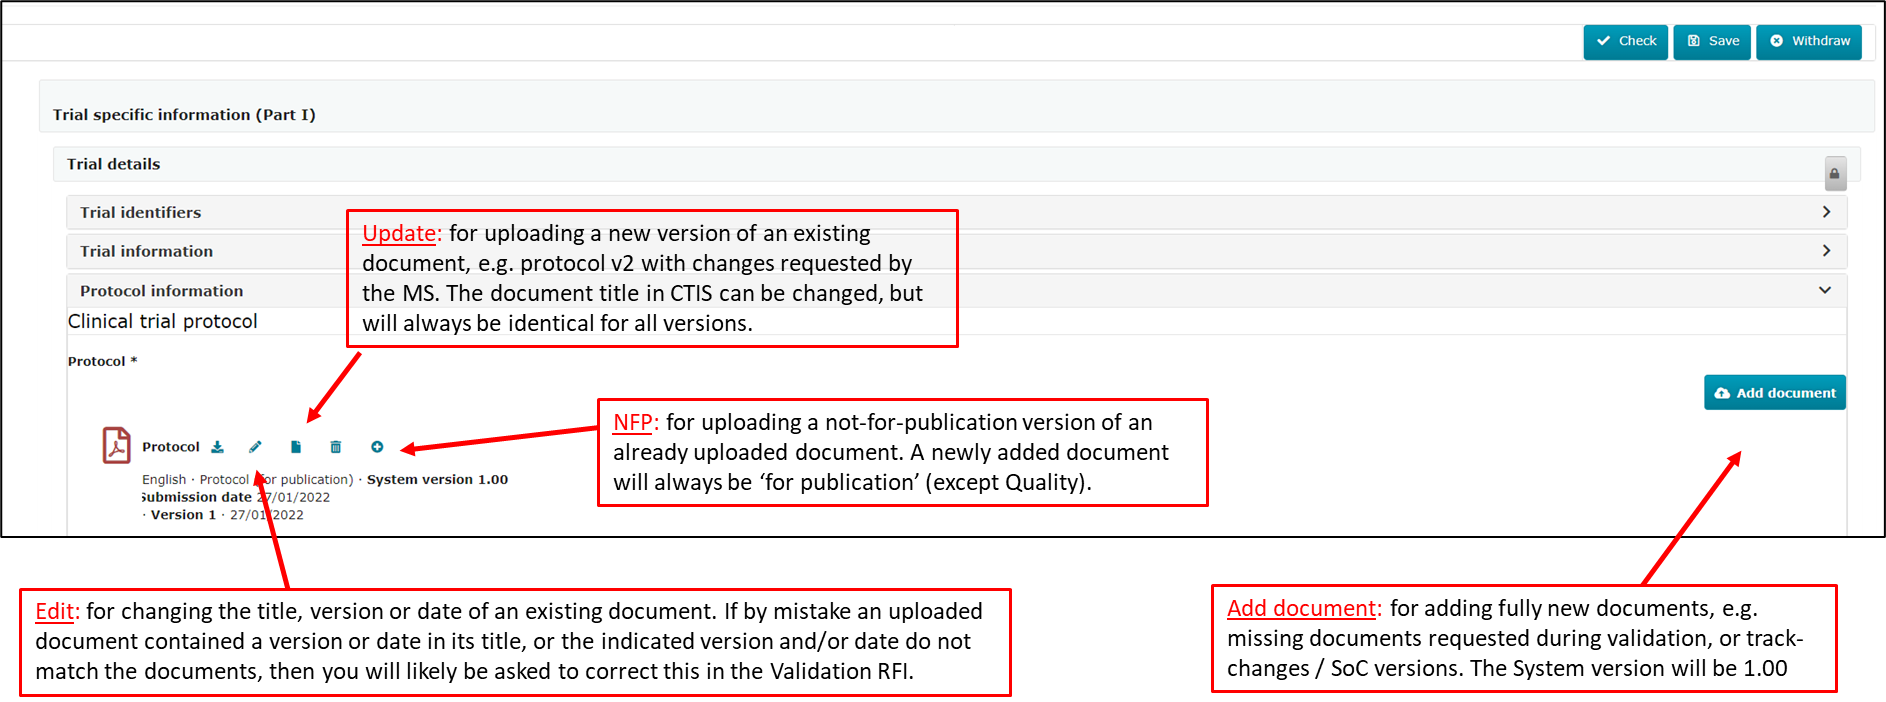 Check
Save
Withdraw
Trial specific information (Part I)
Trial details
Trial identifiers
Trial information
Protocol information
Clinical trial protocol
Update: for uploading a new version of an existing
document, e.g. protocol v2 with changes requested by
the MS. The document title in CTIS can be changed, but
will always be identical for all versions.
Protocol *
Add document
NFP: for uploading a not-for-publication version of an
already uploaded document. A newly added document
will always be ‘for publication’ (except Quality).
Protocol
English · Protocol (for publication) · System version 1.00
Submission date 27/01/2022
· Version 1 · 27/01/2022
Edit: for changing the title, version or date of an existing document. If by mistake an uploaded
document contained a version or date in its title, or the indicated version and/or date do not
match the documents, then you will likely be asked to correct this in the Validation RFI.
Add document: for adding fully new documents, e.g.
missing documents requested during validation, or track-
changes / SoC versions. The System version will be 1.00